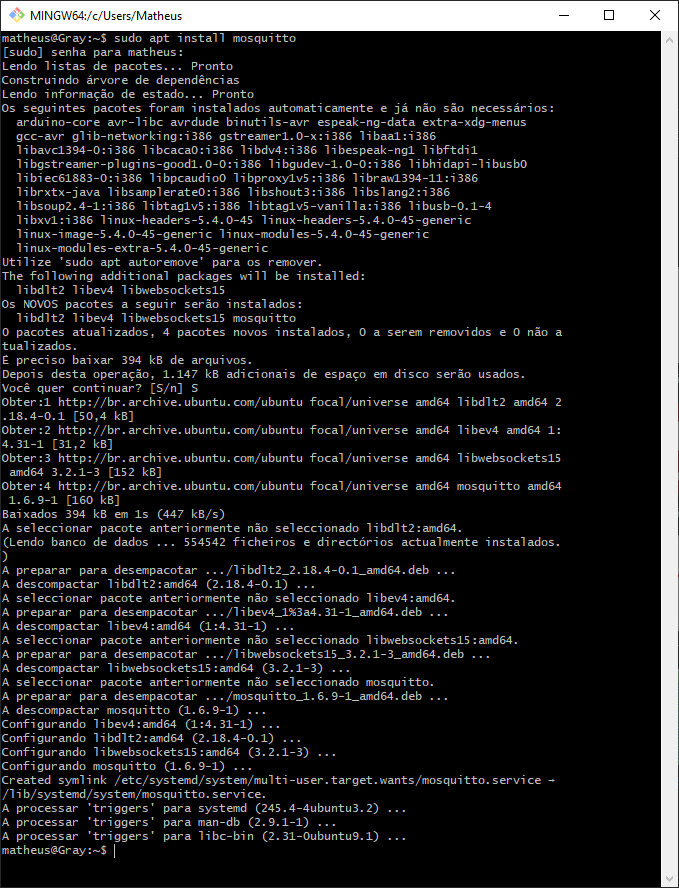 MINGW64:/c/Users/Matheus
matheus@Gray:~$ sudo apt install mosquitto
[sudo] senha para matheus:
Lendo listas de pacotes... Pronto
Construindo árvore de dependências
Lendo informação de estado... Pronto
Os seguintes pacotes foram instalados automaticamente e já não são necessários:
  arduino-core avr-libc avrdude binutils-avr espeak-ng-data extra-xdg-menus
  gcc-avr glib-networking:i386 gstreamer1.0-x:i386 libaa1:i386
  libavc1394-0:i386 libcaca0:i386 libdv4:i386 libespeak-ng1 libftdi1
  libgstreamer-plugins-good1.0-0:i386 libgudev-1.0-0:i386 libhidapi-libusb0
  libiec61883-0:i386 libpcaudio0 libproxy1v5:i386 libraw1394-11:i386
  librxtx-java libsamplerate0:i386 libshout3:i386 libslang2:i386
  libsoup2.4-1:i386 libtag1v5:i386 libtag1v5-vanilla:i386 libusb-0.1-4
  libxv1:i386 linux-headers-5.4.0-45 linux-headers-5.4.0-45-generic
  linux-image-5.4.0-45-generic linux-modules-5.4.0-45-generic
  linux-modules-extra-5.4.0-45-generic
Utilize 'sudo apt autoremove' para os remover.
The following additional packages will be installed:
  libdlt2 libev4 libwebsockets15
Os NOVOS pacotes a seguir serão instalados:
  libdlt2 libev4 libwebsockets15 mosquitto
0 pacotes atualizados, 4 pacotes novos instalados, 0 a serem removidos e 0 não a
tualizados.
É preciso baixar 394 kB de arquivos.
Depois desta operação, 1.147 kB adicionais de espaço em disco serão usados.
Você quer continuar? [S/n] S
Obter:1 http://br.archive.ubuntu.com/ubuntu focal/universe amd64 libdlt2 amd64 2
.18.4-0.1 [50,4 kB]
Obter:2 http://br.archive.ubuntu.com/ubuntu focal/universe amd64 libev4 amd64 1:
4.31-1 [31,2 kB]
Obter:3 http://br.archive.ubuntu.com/ubuntu focal/universe amd64 libwebsockets15
 amd64 3.2.1-3 [152 kB]
Obter:4 http://br.archive.ubuntu.com/ubuntu focal/universe amd64 mosquitto amd64
 1.6.9-1 [160 kB]
Baixados 394 kB em 1s (447 kB/s)
A seleccionar pacote anteriormente não seleccionado libdlt2:amd64.
(Lendo banco de dados ... 554542 ficheiros e directórios actualmente instalados.
)
A preparar para desempacotar .../libdlt2_2.18.4-0.1_amd64.deb ...
A descompactar libdlt2:amd64 (2.18.4-0.1) ...
A seleccionar pacote anteriormente não seleccionado libev4:amd64.
A preparar para desempacotar .../libev4_1%3a4.31-1_amd64.deb ...
A descompactar libev4:amd64 (1:4.31-1) ...
A seleccionar pacote anteriormente não seleccionado libwebsockets15:amd64.
A preparar para desempacotar .../libwebsockets15_3.2.1-3_amd64.deb ...
A descompactar libwebsockets15:amd64 (3.2.1-3) ...
A seleccionar pacote anteriormente não seleccionado mosquitto.
A preparar para desempacotar .../mosquitto_1.6.9-1_amd64.deb ...
A descompactar mosquitto (1.6.9-1) ...
Configurando libev4:amd64 (1:4.31-1) ...
Configurando libdlt2:amd64 (2.18.4-0.1) ...
Configurando libwebsockets15:amd64 (3.2.1-3) ...
Configurando mosquitto (1.6.9-1) ...
Created symlink /etc/systemd/system/multi-user.target.wants/mosquitto.service →
/lib/systemd/system/mosquitto.service.
A processar 'triggers' para systemd (245.4-4ubuntu3.2) ...
A processar 'triggers' para man-db (2.9.1-1) ...
A processar 'triggers' para libc-bin (2.31-0ubuntu9.1) ...
matheus@Gray:~$